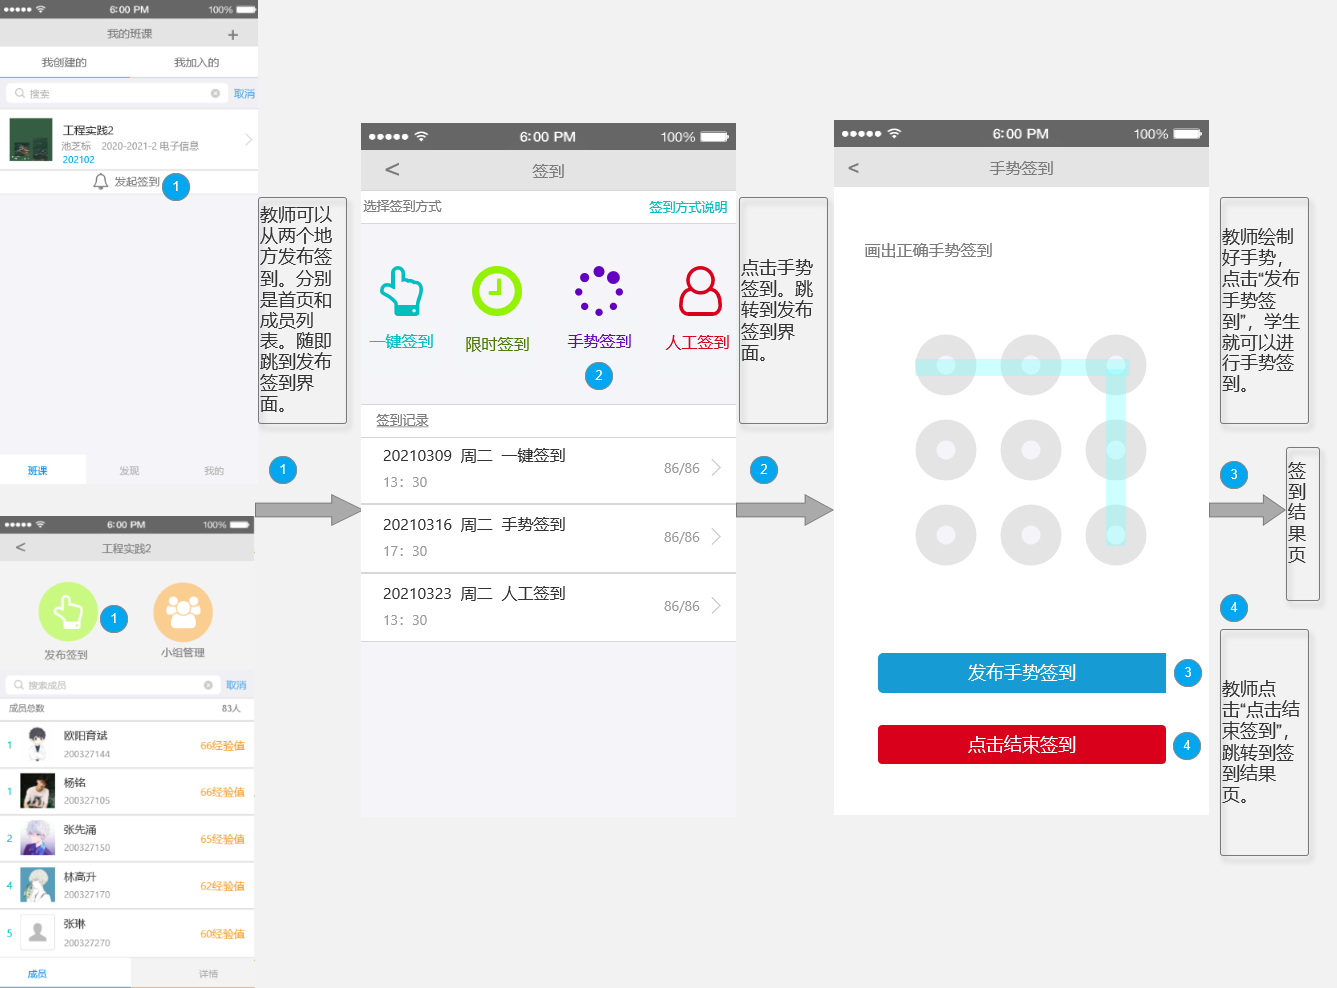 6:00 PM
100%
我的班课
+
我创建的
我加入的
搜索
取消
工程实践2
池芝标 2020-2021-2 电子信息
202102
发起签到
1
班课
发现
我的
教师可以
从两个地
方发布签
到。分别
是首页和
成员列
表。随即
跳到发布
签到界
面。
1
6:00 PM
100%
<
工程实践2
1
发布签到
小组管理
搜索成员
取消
成员总数
83人
1
欧阳育斌
200327144
66经验值
1
杨铭
200327105
66经验值
2
张先涌
200327150
65经验值
4
林高升
200327170
62经验值
5
张琳
200327270
60经验值
成员
详情
6:00 PM
100%
<
签到
选择签到方式
签到方式说明
一键签到
限时签到
手势签到
人工签到
2
签到记录
20210309 周二 一键签到
13：30
86/86
20210316 周二 手势签到
17：30
86/86
20210323 周二 人工签到
13：30
86/86
点击手势
签到。跳
转到发布
签到界
面。
2
6:00 PM
100%
<
手势签到
画出正确手势签到
发布手势签到
3
点击结束签到
4
教师绘制
好手势，
点击“发布
手势签
到”，学生
就可以进
行手势签
到。
3
签
到
结
果
页
4
教师点
击“点击结
束签到”，
跳转到签
到结果
页。